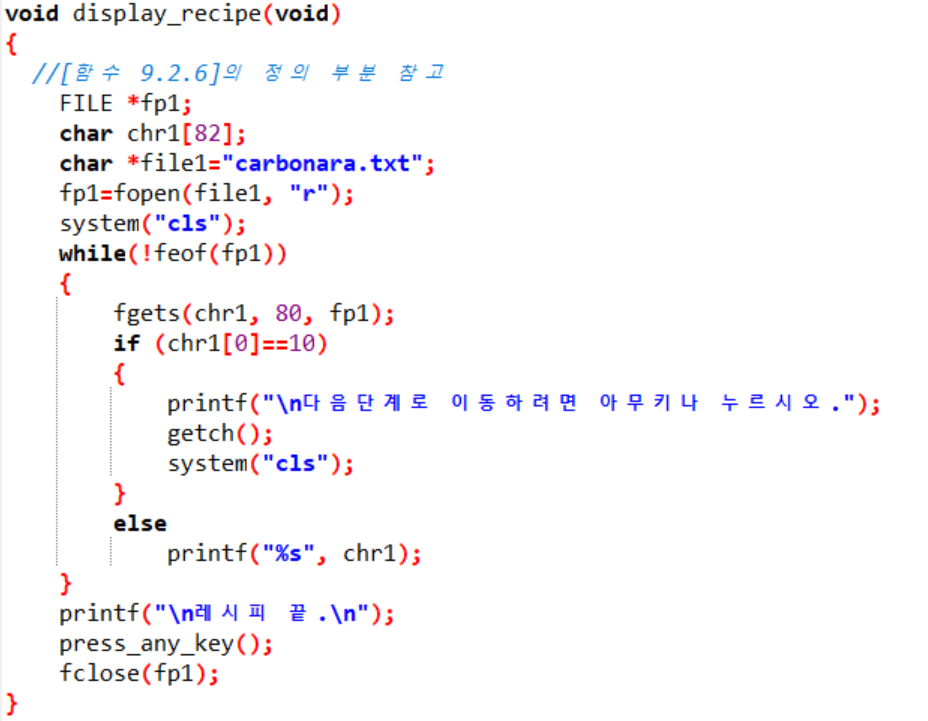 void display_recipe(void)
{
//[함수 9.2.6]의 정의 부분 참고
FILE *fp1;
char chr1[82];
char *file1="carbonara.txt";
fp1=fopen(file1, "r");
system("cls");
while(!feof(fp1))
{
fgets(chr1, 80, fp1);
if (chr1[0]==10)
{
printf("\n다음단계로 이동하려면 아무키나 누르시오.");
getch();
system("cls");
}
else
printf("%s", chr1);
}
printf("\n레시피 끝.\n");
press_any_key();
fclose(fp1);
}